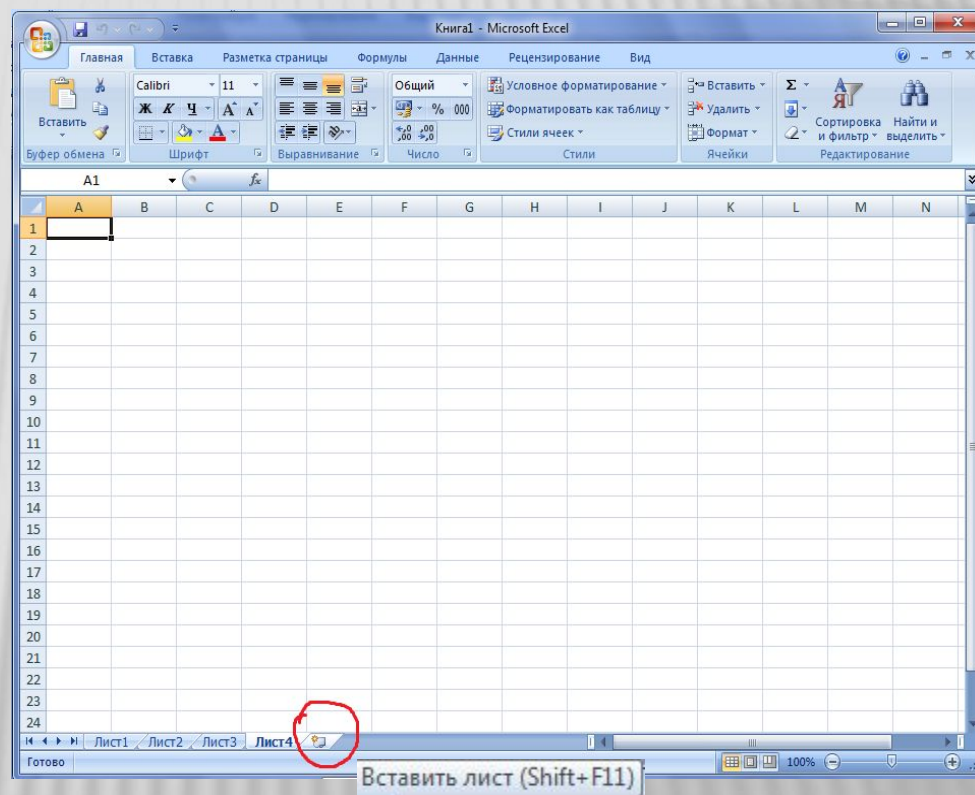 Книга1 - Microsoft Excel
Главная Вставка Разметка страницы Формулы Данные Рецензирование Вид
Calibri 11 Общий Условное форматирование Вставить Σ
Ж К Ч A A % 000 Форматировать как таблицу Удалить
Вставить А Стили ячеек Формат Сортировка и фильтр Найти и выделить
Буфер обмена Шрифт Выравнивание Число Стили Ячейки Редактирование
A1 fx
A B C D E F G H I J K L M N
1
2
3
4
5
6
7
8
9
10
11
12
13
14
15
16
17
18
19
20
21
22
23
24
Лист1 Лист2 Лист3 Лист4
Готово 100%
Вставить лист (Shift+F11)